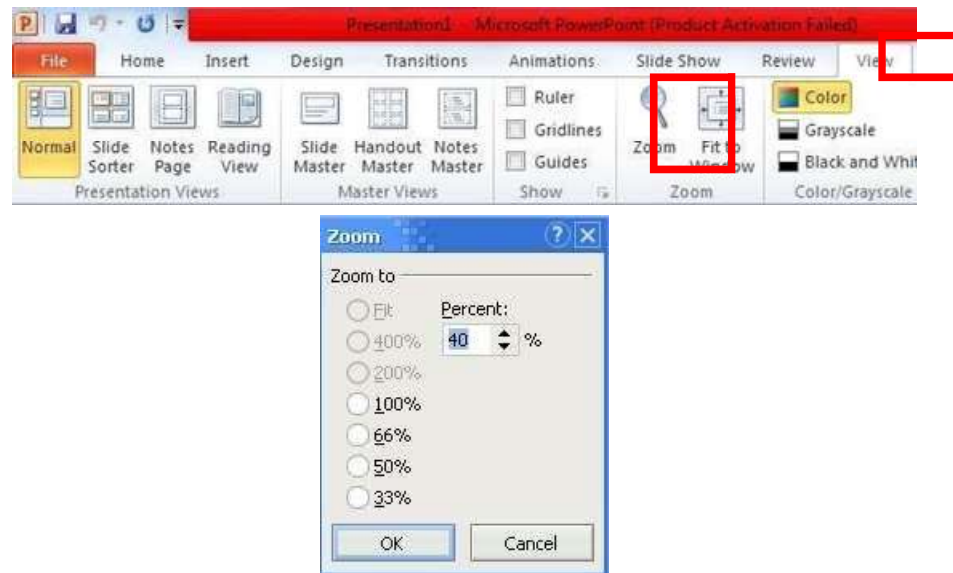 Presentation1 - Microsoft PowerPoint (Product Activation Failed)
File Home Insert Design Transitions Animations Slide Show Review View
Normal Slide Sorter Notes Page Reading View Slide Master Handout Master Notes Master Ruler Gridlines Guides Zoom Fit to Window Color Grayscale Black and Whit
Presentation Views Master Views Show Zoom Color/Grayscale
Zoom
Zoom to
Fit Percent:
400% 40 %
200%
100%
66%
50%
33%
OK Cancel